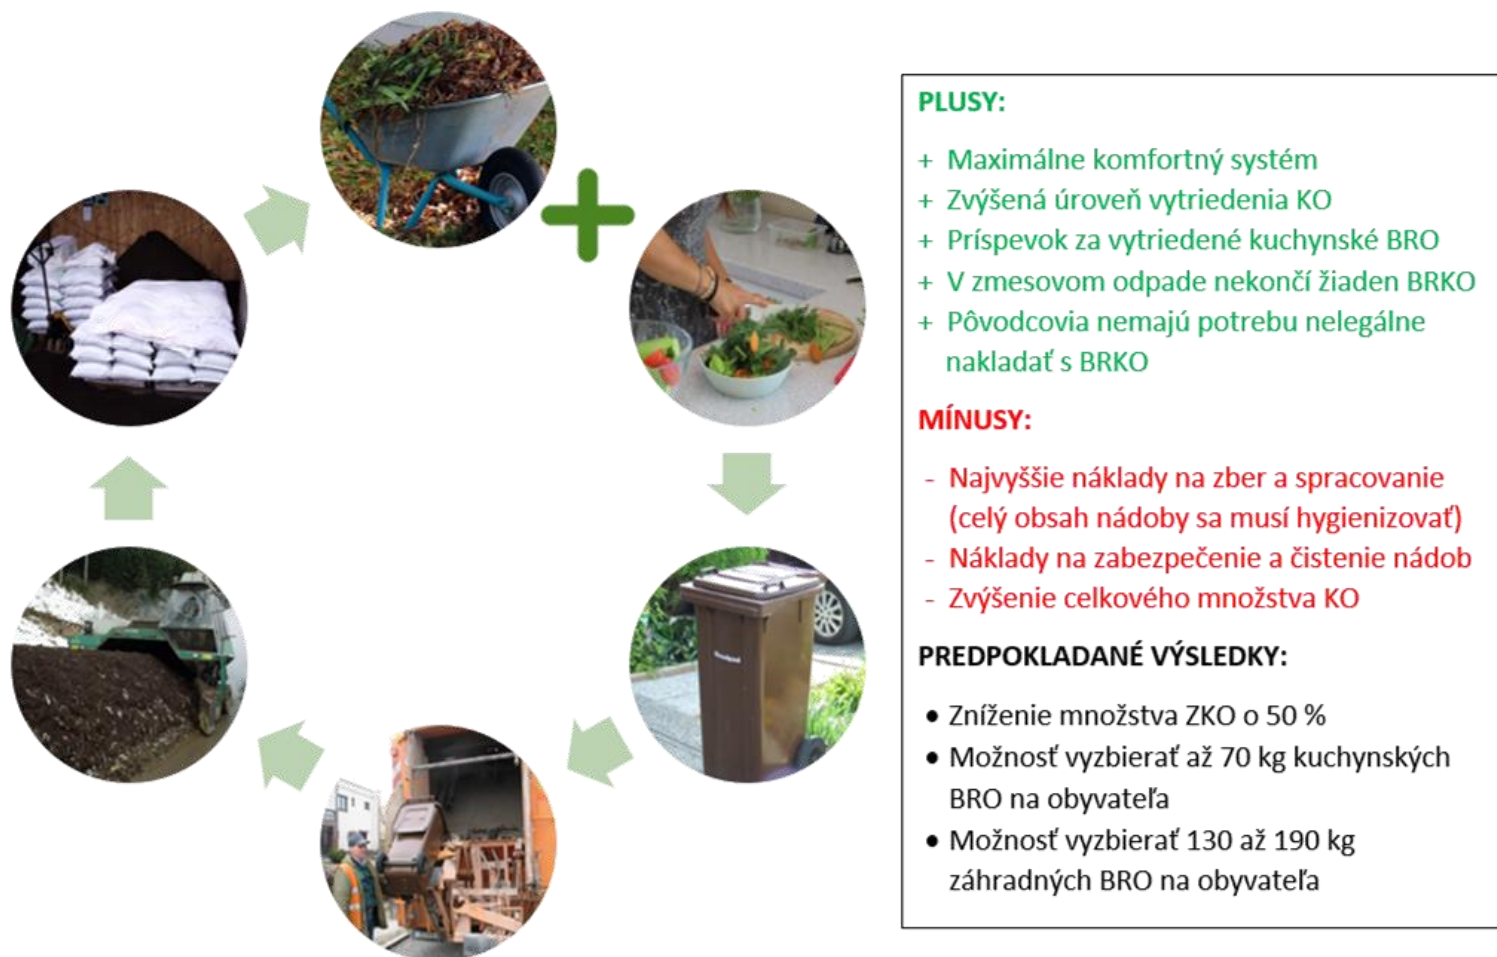 PLUSY:
+ Maximálne komfortný systém
+ Zvýšená úroveň vytriedenia KO
+ Príspevok za vytriedené kuchynské BRO
+ V zmesovom odpade nekončí žiaden BRKO
+ Pôvodcovia nemajú potrebu nelegálne
nakladať s BRKO
MÍNUSY:
- Najvyššie náklady na zber a spracovanie
(celý obsah nádoby sa musí hygienizovať)
- Náklady na zabezpečenie a čistenie nádob
- Zvýšenie celkového množstva KO
PREDPOKLADANÉ VÝSLEDKY:
• Zníženie množstva ZKO o 50 %
• Možnosť vyzbierať až 70 kg kuchynských
BRO na obyvateľa
• Možnosť vyzbierať 130 až 190 kg
záhradných BRO na obyvateľa